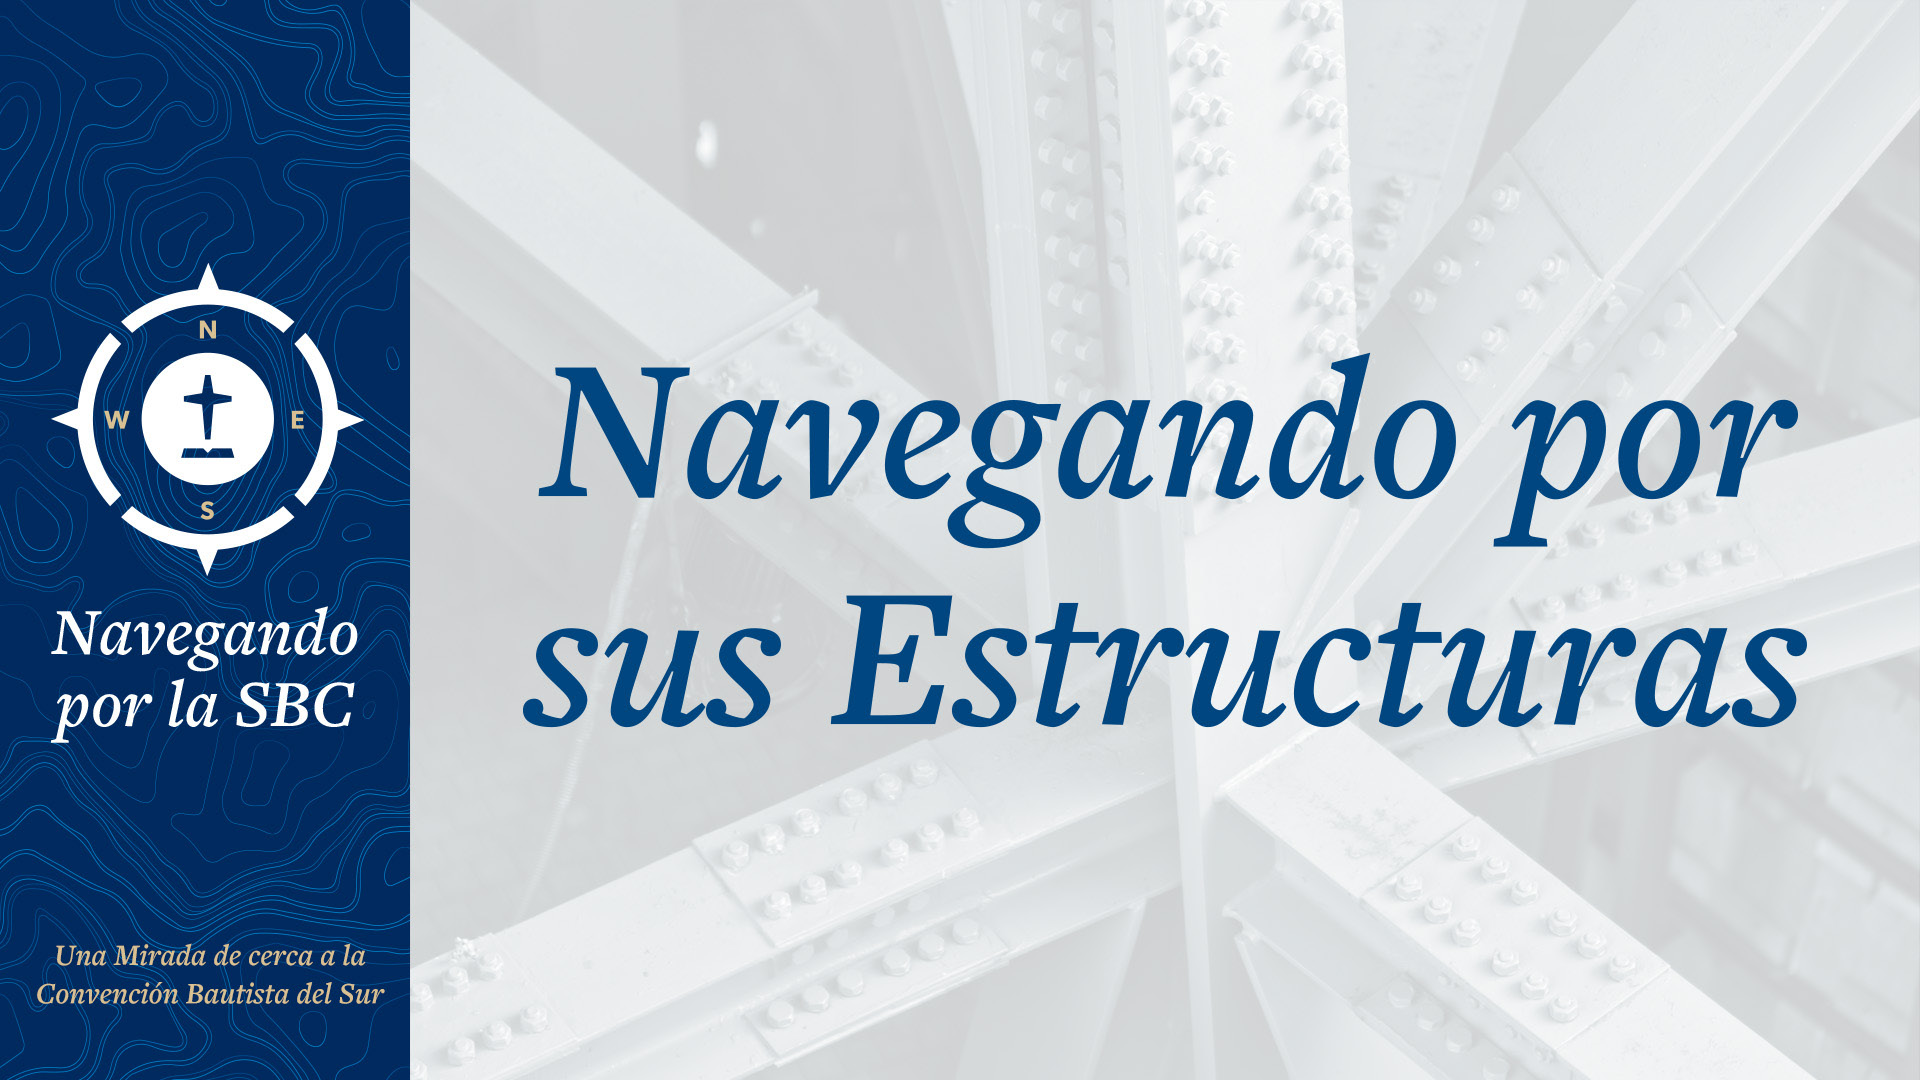 N
W
E
S
Navegando
por la SBC
Una Mirada de cerca a la
Convención Bautista del Sur
Navegando por
sus Estructuras